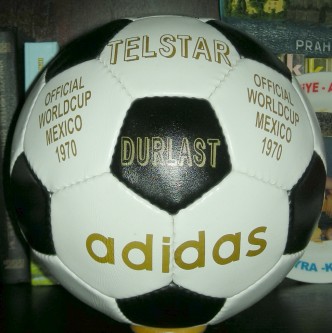 TELSTAR
OFFICIAL
WORLDCUP
MEXICO
1970
OFFICIAL
WORLDCUP
MEXICO
1970
DURLAST
adidas
PRAH